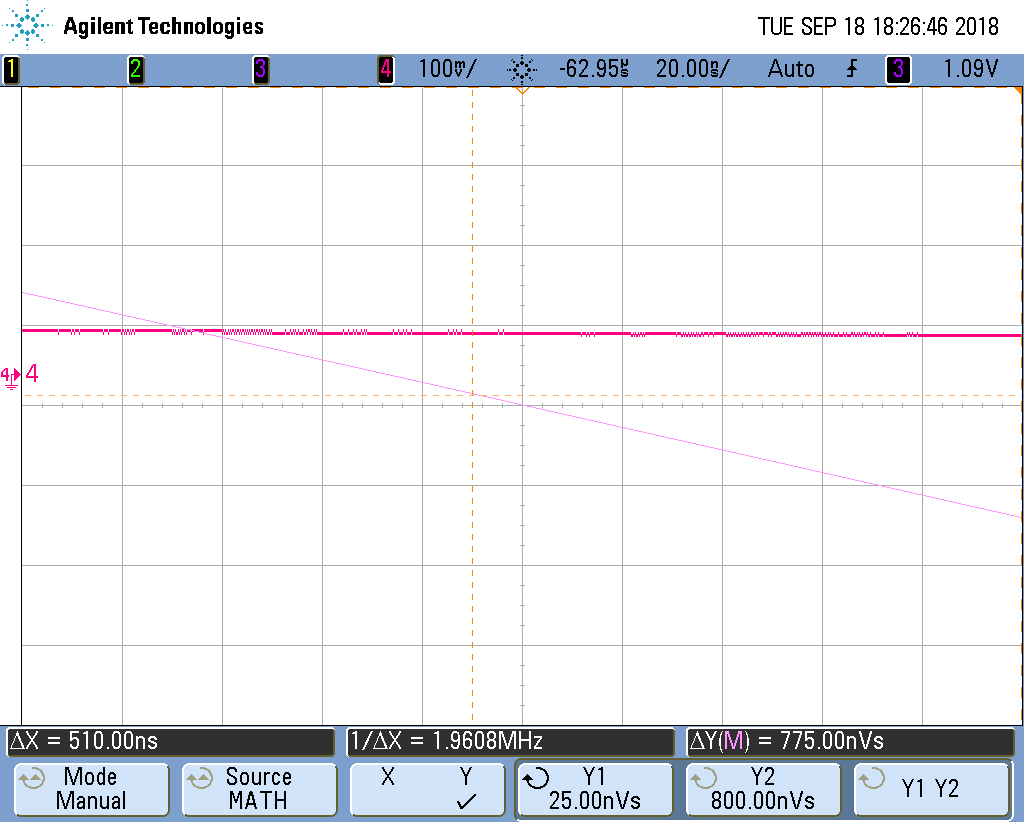 Agilent Technologies TUE SEP 18 18:26:46 2018
1 2 3 4 100mV/ -62.95µs 20.00ns/ Auto 3 1.09V
4 4
ΔX = 510.00ns 1/ΔX = 1.9608MHz ΔY(M) = 775.00nVs
Mode Source X Y Y1 Y2 Y1 Y2
Manual MATH ✓ 25.00nVs 800.00nVs